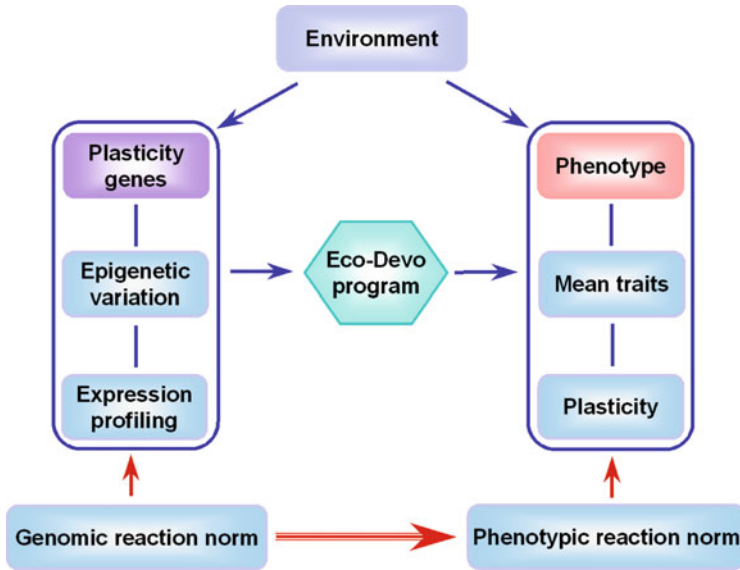 Environment
Plasticity
genes
Phenotype
Epigenetic
variation
Eco-Devo
program
Mean traits
Expression
profiling
Plasticity
Genomic reaction norm
Phenotypic reaction norm